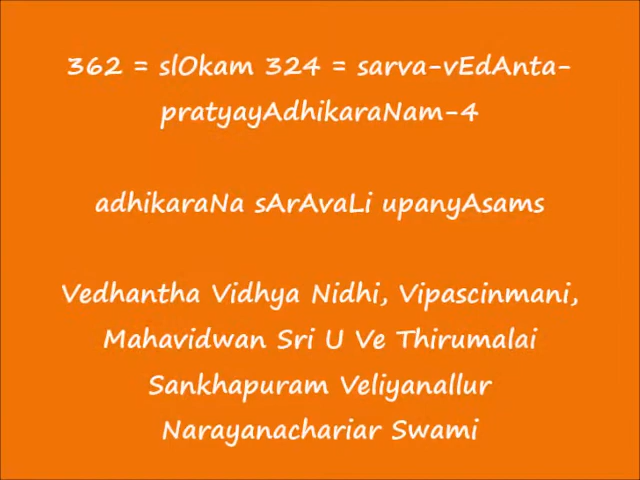 362 = slOkam 324 = sarva-vEdAnta-
pratyayAdhikaraNam-4
adhikaraNa sArAvaLi upanyAsams
Vedhantha Vidhya Nidhi, Vipascinmani,
Mahavidwan Sri U Ve Thirumalai
Sankhapuram Veliyanallur
Narayanachariar Swami